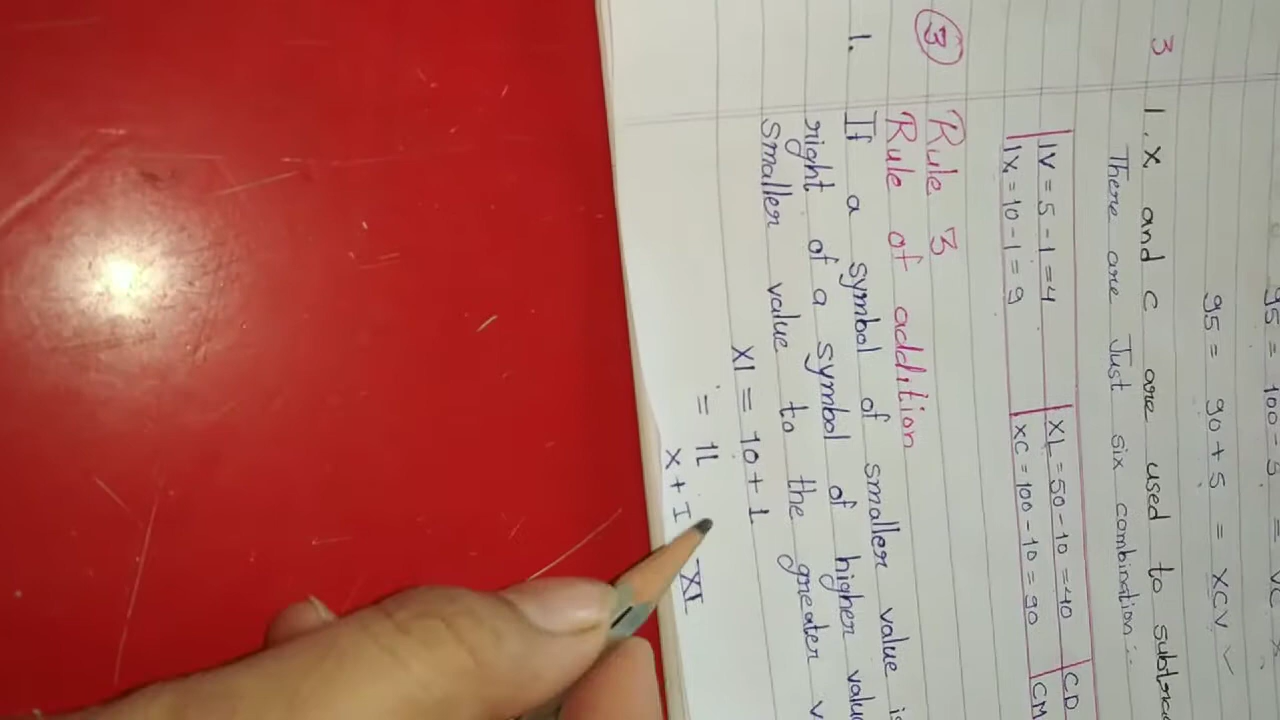 95 = 100 - 5 = VC x
95 = 90 + 5 = XCV ✓
3 1. X and C are used to
There are Just six combination :-
IV = 5 - 1 = 4 XL = 50 - 10 = 40 CD
IX = 10 - 1 = 9 XC = 100 - 10 = 90 CM
3 Rule 3
Rule of addition
1. If a symbol of smaller value is
right of a symbol of higher
smaller value to the greater
XI = 10 + 1
= 11
X + I XI